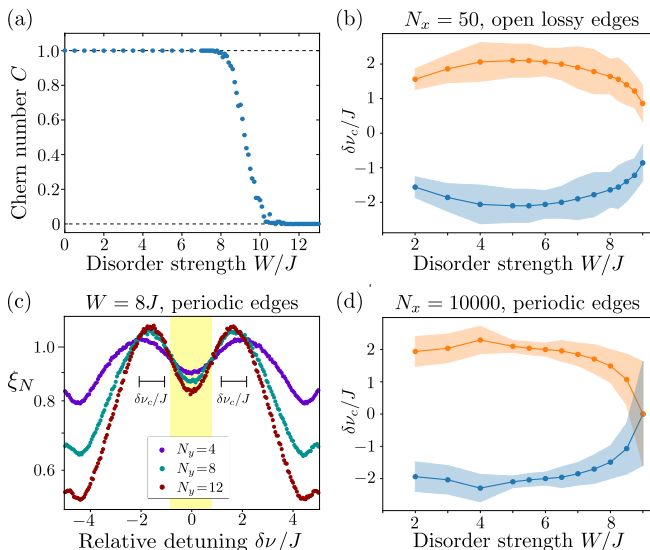 (a)
Chern number C
1.0
0.8
0.6
0.4
0.2
0
0 2 4 6 8 10 12
Disorder strength W/J
(b) N_x = 50, open lossy edges
δν_c/J
2
1
0
−1
−2
2 4 6 8
Disorder strength W/J
(c) W = 8J, periodic edges
ξ_N
1.0
0.8
0.6
δν_c/J δν_c/J
N_y=4
N_y=8
N_y=12
−4 −2 0 2 4
Relative detuning δν/J
(d) N_x = 10000, periodic edges
δν_c/J
2
1
0
−1
−2
2 4 6 8
Disorder strength W/J